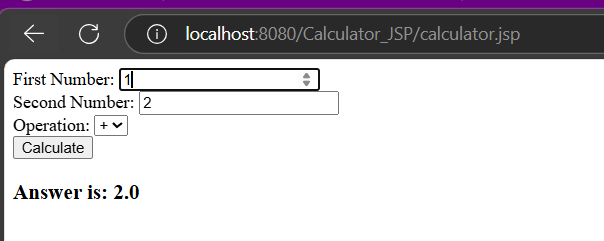 localhost:8080/Calculator_JSP/calculator.jsp
First Number: 1
Second Number: 2
Operation: +
Calculate
Answer is: 2.0